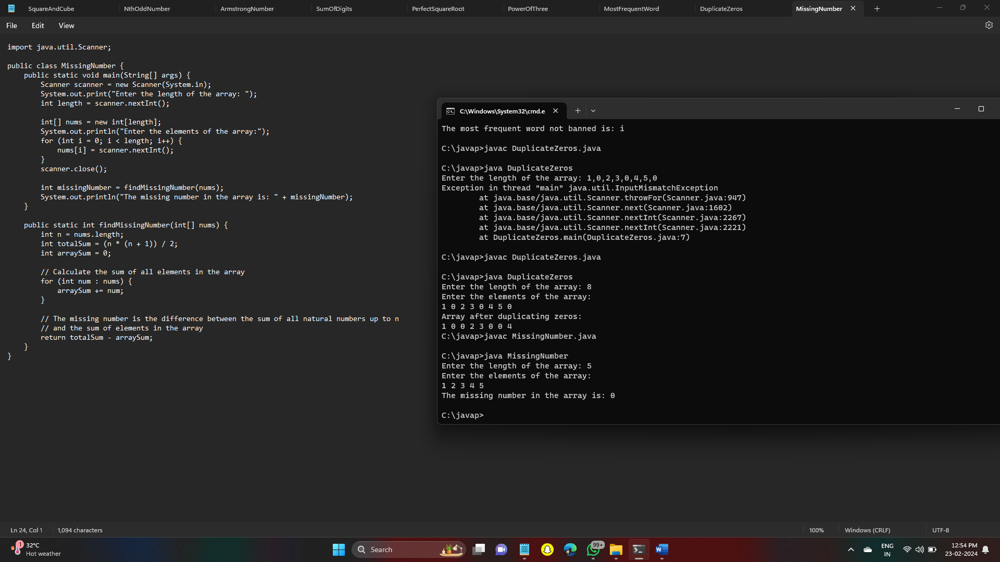 SquareAndCube NthOddNumber ArmstrongNumber SumOfDigits PerfectSquareRoot PowerOfThree MostFrequentWord DuplicateZeros MissingNumber
File Edit View
import java.util.Scanner;
public class MissingNumber {
public static void main(String[] args) {
Scanner scanner = new Scanner(System.in);
System.out.print("Enter the length of the array: ");
int length = scanner.nextInt();
int[] nums = new int[length];
System.out.println("Enter the elements of the array:");
for (int i = 0; i < length; i++) {
nums[i] = scanner.nextInt();
}
scanner.close();
int missingNumber = findMissingNumber(nums);
System.out.println("The missing number in the array is: " + missingNumber);
}
public static int findMissingNumber(int[] nums) {
int n = nums.length;
int totalSum = (n * (n + 1)) / 2;
int arraySum = 0;
// Calculate the sum of all elements in the array
for (int num : nums) {
arraySum += num;
}
// The missing number is the difference between the sum of all natural numbers up to n
// and the sum of elements in the array
return totalSum - arraySum;
}
}
C:\Windows\System32\cmd.e
The most frequent word not banned is: i
C:\javap>javac DuplicateZeros.java
C:\javap>java DuplicateZeros
Enter the length of the array: 1,0,2,3,0,4,5,0
Exception in thread "main" java.util.InputMismatchException
at java.base/java.util.Scanner.throwFor(Scanner.java:947)
at java.base/java.util.Scanner.next(Scanner.java:1602)
at java.base/java.util.Scanner.nextInt(Scanner.java:2267)
at java.base/java.util.Scanner.nextInt(Scanner.java:2221)
at DuplicateZeros.main(DuplicateZeros.java:7)
C:\javap>javac DuplicateZeros.java
C:\javap>java DuplicateZeros
Enter the length of the array: 8
Enter the elements of the array:
1 0 2 3 0 4 5 0
Array after duplicating zeros:
1 0 0 2 3 0 0 4
C:\javap>javac MissingNumber.java
C:\javap>java MissingNumber
Enter the length of the array: 5
Enter the elements of the array:
1 2 3 4 5
The missing number in the array is: 0
C:\javap>
Ln 24, Col 1 1,094 characters 100% Windows (CRLF) UTF-8
1 32°C
Hot weather
Search
99+
ENG
IN
12:54 PM
23-02-2024